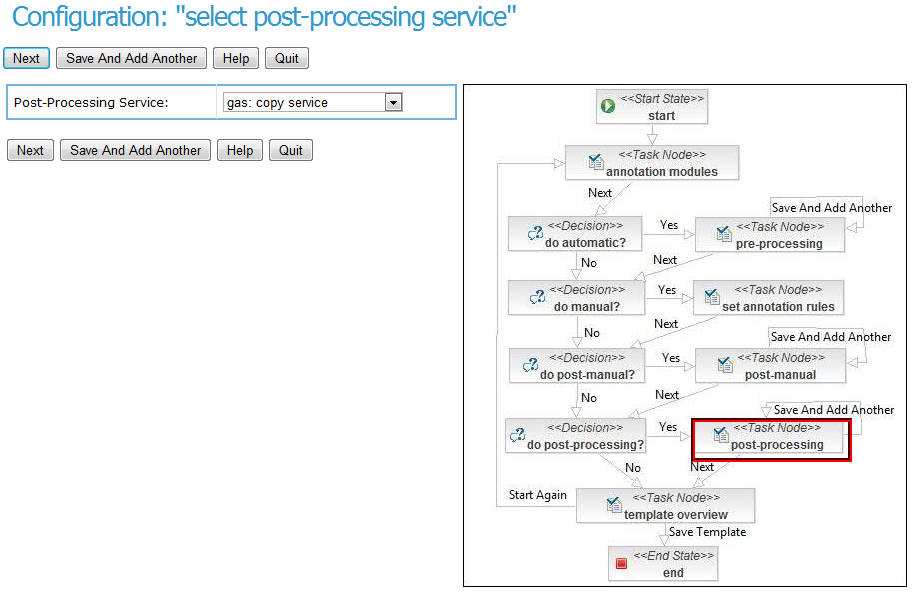 Configuration: "select post-processing service"
Next Save And Add Another Help Quit
Post-Processing Service: gas: copy service
Next Save And Add Another Help Quit
<<Start State>>
start
<<Task Node>>
annotation modules
Next
Save And Add Another
<<Decision>>
do automatic?
Yes
<<Task Node>>
pre-processing
No
Next
<<Decision>>
do manual?
Yes
<<Task Node>>
set annotation rules
No
Next
Save And Add Another
<<Decision>>
do post-manual?
Yes
<<Task Node>>
post-manual
No
Next
Save And Add Another
<<Decision>>
do post-processing?
Yes
<<Task Node>>
post-processing
No
Next
Start Again
<<Task Node>>
template overview
Save Template
<<End State>>
end